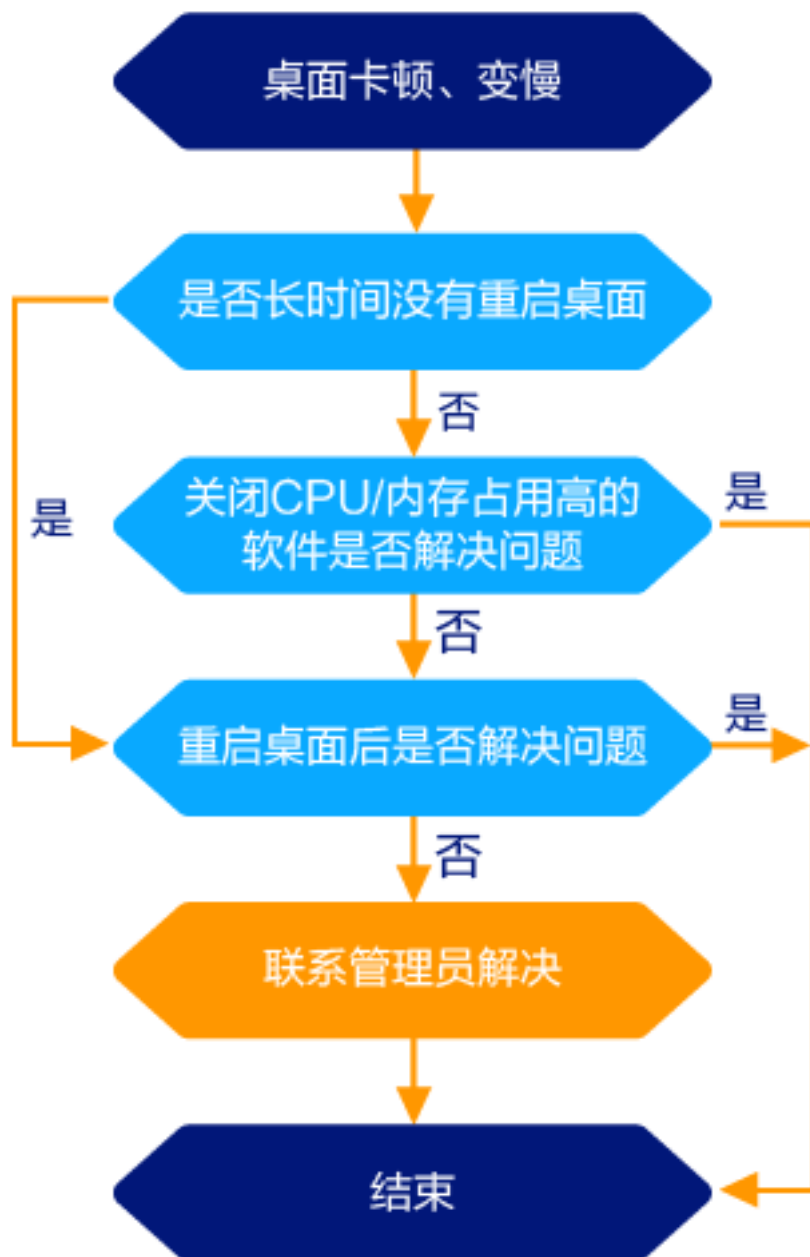 桌面卡顿、变慢
是否长时间没有重启桌面
否
关闭CPU/内存占用高的
软件是否解决问题
是
是
否
重启桌面后是否解决问题
是
否
联系管理员解决
结束